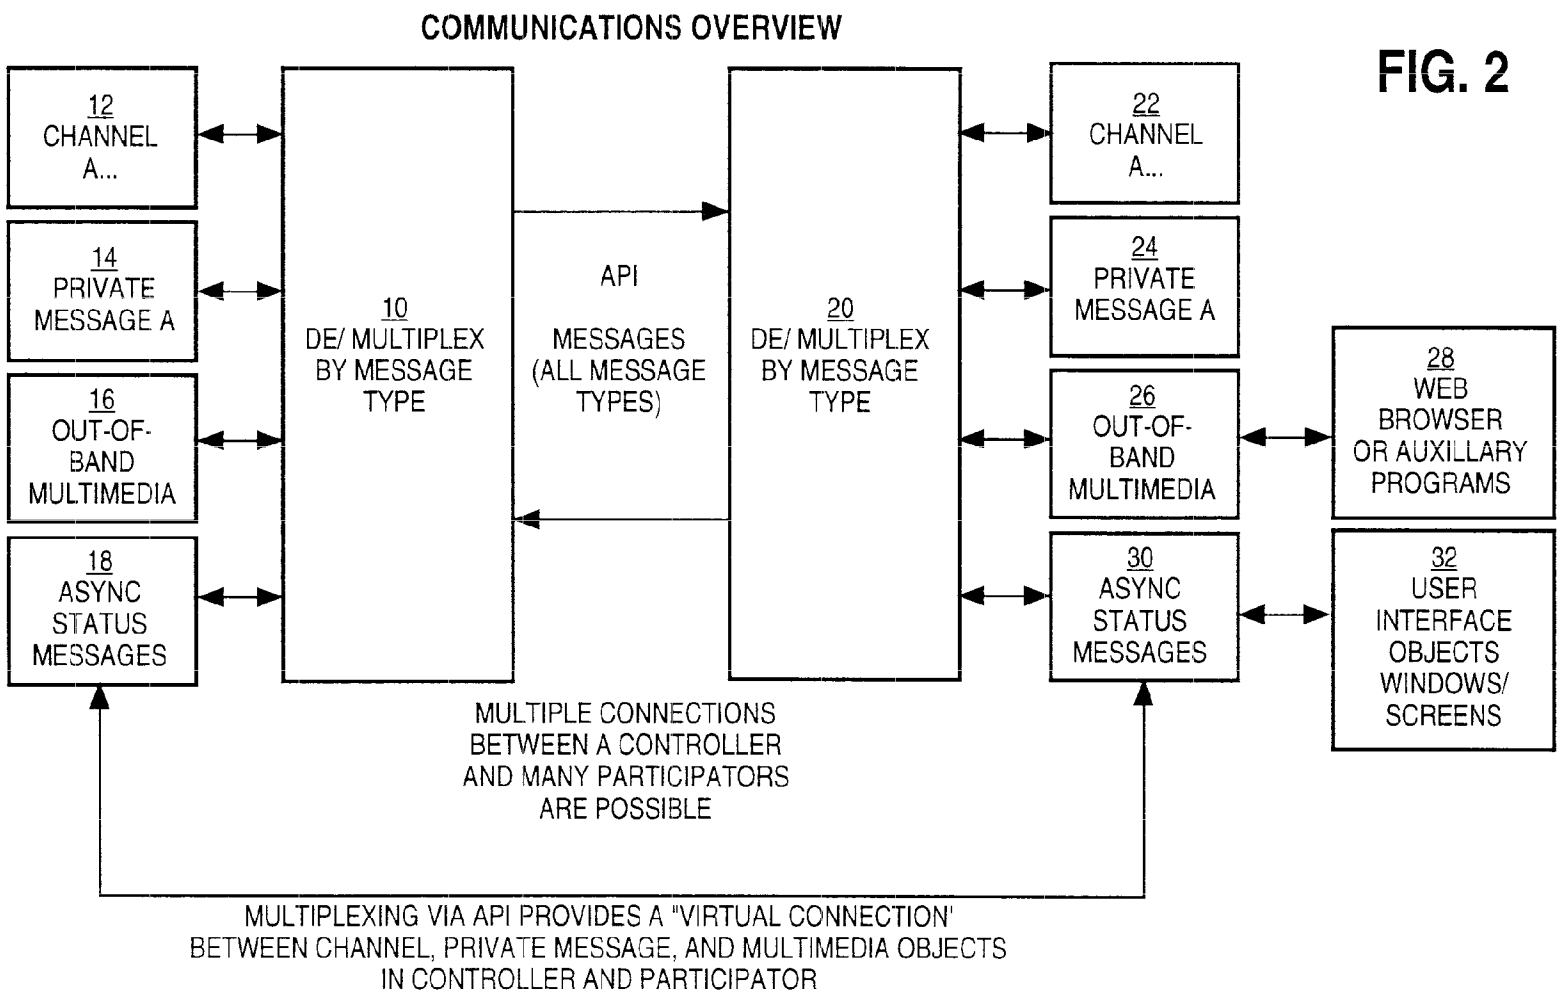 COMMUNICATIONS OVERVIEW
FIG. 2
12
CHANNEL
A...
14
PRIVATE
MESSAGE A
16
OUT-OF-
BAND
MULTIMEDIA
18
ASYNC
STATUS
MESSAGES
10
DE/ MULTIPLEX
BY MESSAGE
TYPE
API
MESSAGES
(ALL MESSAGE
TYPES)
20
DE/ MULTIPLEX
BY MESSAGE
TYPE
22
CHANNEL
A...
24
PRIVATE
MESSAGE A
26
OUT-OF-
BAND
MULTIMEDIA
30
ASYNC
STATUS
MESSAGES
28
WEB
BROWSER
OR AUXILLARY
PROGRAMS
32
USER
INTERFACE
OBJECTS
WINDOWS/
SCREENS
MULTIPLE CONNECTIONS
BETWEEN A CONTROLLER
AND MANY PARTICIPATORS
ARE POSSIBLE
MULTIPLEXING VIA API PROVIDES A "VIRTUAL CONNECTION'
BETWEEN CHANNEL, PRIVATE MESSAGE, AND MULTIMEDIA OBJECTS
IN CONTROLLER AND PARTICIPATOR